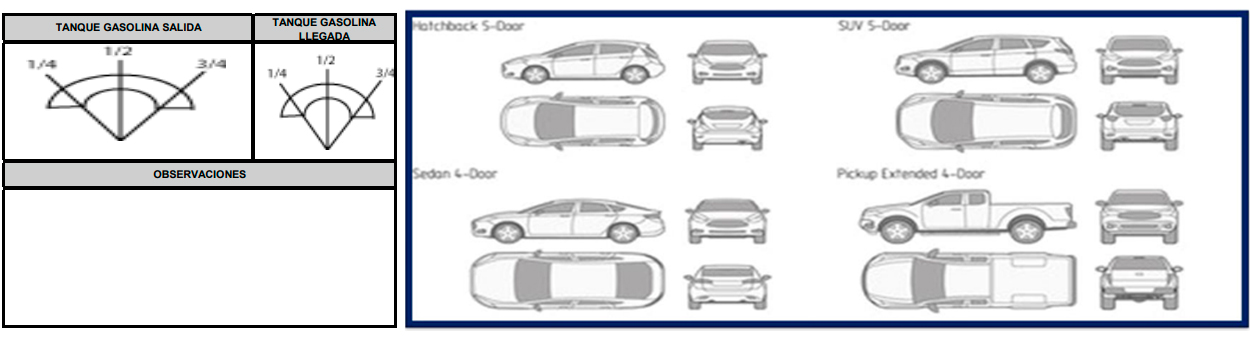 TANQUE GASOLINA SALIDA
1/4
1/2
3/4
TANQUE GASOLINA
LLEGADA
1/4
1/2
3/4
OBSERVACIONES
Hatchback 5-Door
SUV 5-Door
Sedan 4-Door
Pickup Extended 4-Door